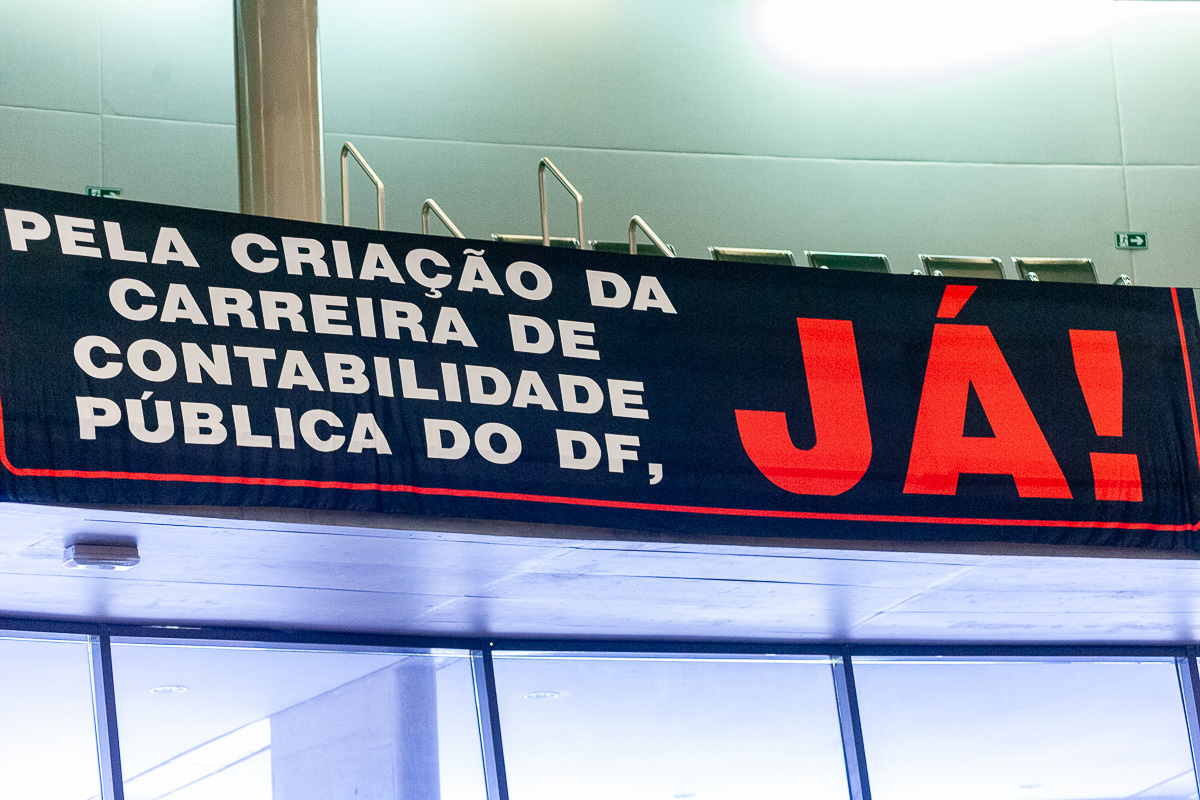 PELA CRIAÇÃO DA
CARREIRA DE
CONTABILIDADE
PÚBLICA DO DF,
JÁ!